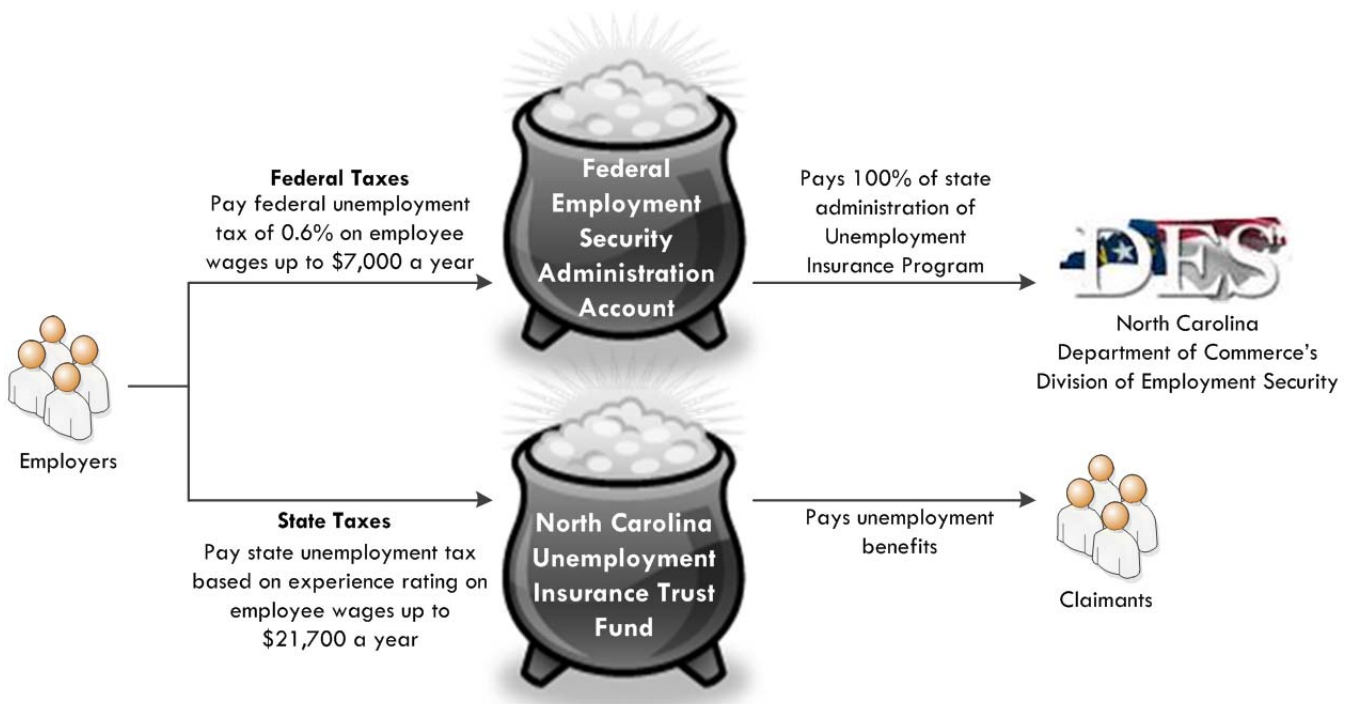 Federal Taxes
Pay federal unemployment
tax of 0.6% on employee
wages up to $7,000 a year
Federal
Employment
Security
Administration
Account
Pays 100% of state
administration of
Unemployment
Insurance Program
DES
North Carolina
Department of Commerce's
Division of Employment Security
Employers
State Taxes
Pay state unemployment tax
based on experience rating on
employee wages up to
$21,700 a year
North Carolina
Unemployment
Insurance Trust
Fund
Pays unemployment
benefits
Claimants